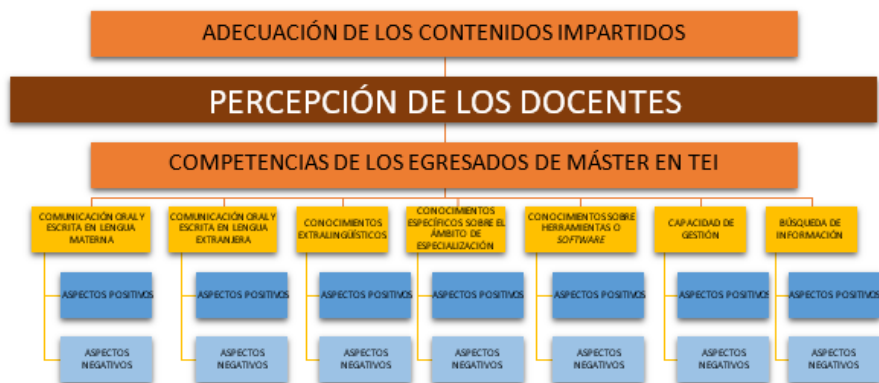 ADECUACIÓN DE LOS CONTENIDOS IMPARTIDOS
PERCEPCIÓN DE LOS DOCENTES
COMPETENCIAS DE LOS EGRESADOS DE MÁSTER EN TEI
COMUNICACIÓN ORAL Y
ESCRITA EN LENGUA
MATERNA
COMUNICACIÓN ORAL Y
ESCRITA EN LENGUA
EXTRANJERA
CONOCIMIENTOS
EXTRALINGÜÍSTICOS
CONOCIMIENTOS
ESPECÍFICOS SOBRE EL
ÁMBITO DE
ESPECIALIZACIÓN
CONOCIMIENTOS SOBRE
HERRAMIENTAS O
SOFTWARE
CAPACIDAD DE
GESTIÓN
BÚSQUEDA DE
INFORMACIÓN
ASPECTOS POSITIVOS
ASPECTOS POSITIVOS
ASPECTOS POSITIVOS
ASPECTOS POSITIVOS
ASPECTOS POSITIVOS
ASPECTOS POSITIVOS
ASPECTOS POSITIVOS
ASPECTOS
NEGATIVOS
ASPECTOS
NEGATIVOS
ASPECTOS
NEGATIVOS
ASPECTOS
NEGATIVOS
ASPECTOS
NEGATIVOS
ASPECTOS
NEGATIVOS
ASPECTOS
NEGATIVOS